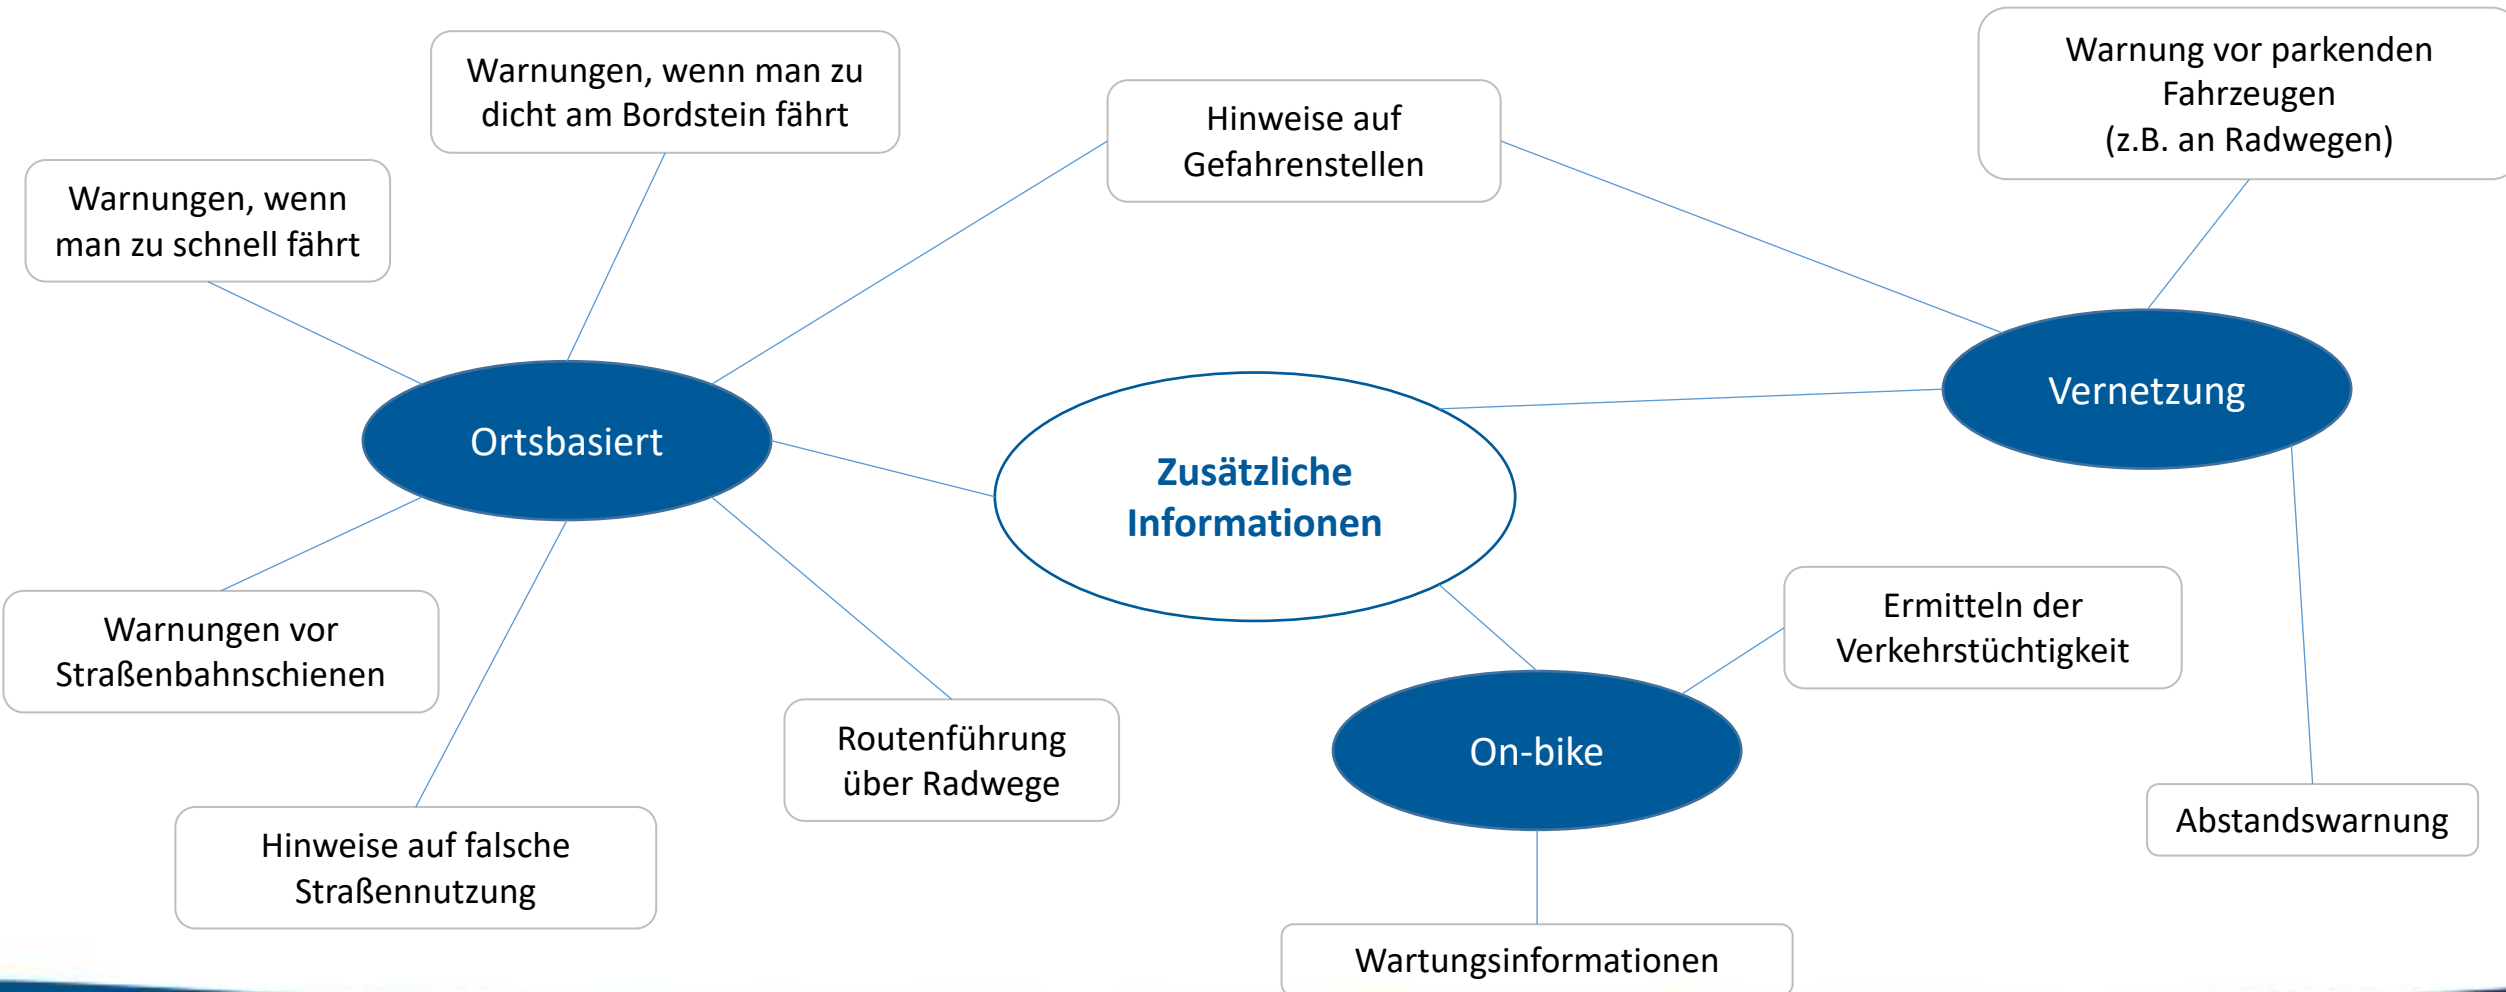 Warnungen, wenn man zu
dicht am Bordstein fährt
Warnung vor parkenden
Fahrzeugen
(z.B. an Radwegen)
Hinweise auf
Gefahrenstellen
Warnungen, wenn
man zu schnell fährt
Vernetzung
Ortsbasiert
Zusätzliche
Informationen
Ermitteln der
Verkehrstüchtigkeit
Warnungen vor
Straßenbahnschienen
Routenführung
über Radwege
On-bike
Abstandswarnung
Hinweise auf falsche
Straßennutzung
Wartungsinformationen